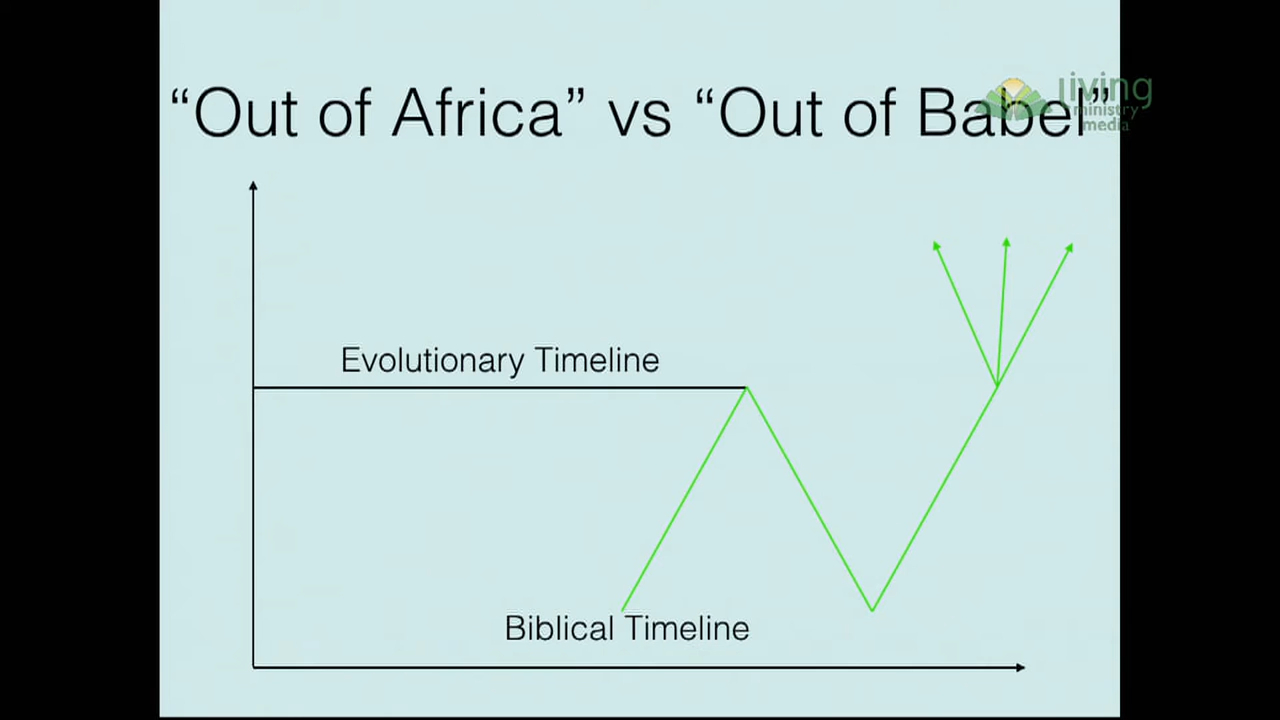 “Out of Africa” vs “Out of Babel”
living
ministry
media
Evolutionary Timeline
Biblical Timeline